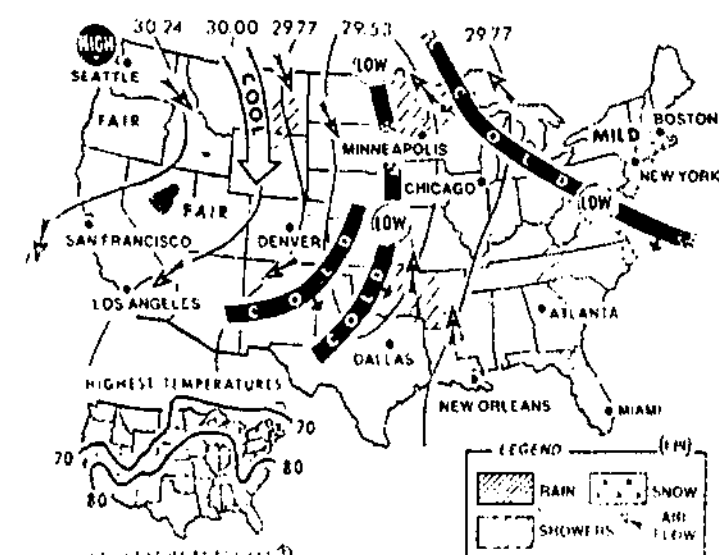 30.24 30.00 29.77 29.53 29.77
HIGH
SEATTLE
LOW
COOL
COLD
FAIR
MILD
BOSTON
MINNEAPOLIS
NEW YORK
CHICAGO
LOW
FAIR
LOW
SAN FRANCISCO
DENVER
COLD
COLD
LOS ANGELES
ATLANTA
DALLAS
HIGHEST TEMPERATURES
NEW ORLEANS
MIAMI
70
70
80
80
LEGEND
RAIN
SNOW
SHOWERS
AIR
FLOW